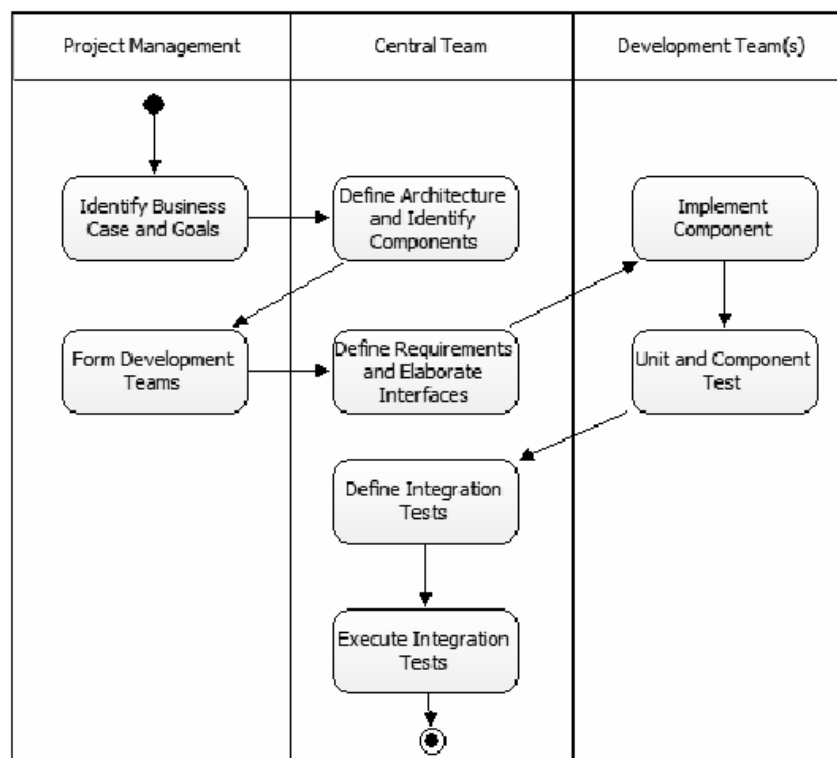 Project Management
Central Team
Development Team(s)
Identify Business
Case and Goals
Define Architecture
and Identify
Components
Implement
Component
Form Development
Teams
Define Requirements
and Elaborate
Interfaces
Unit and Component
Test
Define Integration
Tests
Execute Integration
Tests